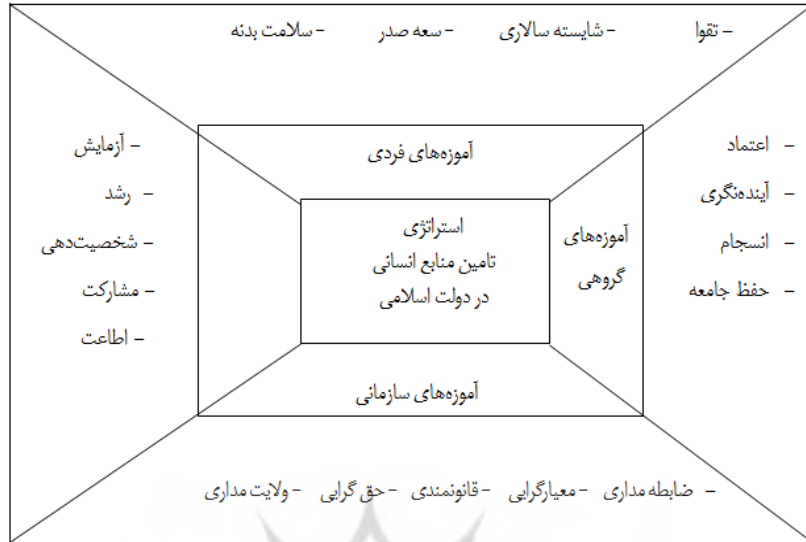 - تقوا - شایسته سالاری - سعه صدر - سلامت بدنه
- اعتماد
- آینده‌نگری
- انسجام
- حفظ جامعه
آموزه‌های فردی
آموزه‌های
گروهی
استراتژی
تامین منابع انسانی
در دولت اسلامی
آموزه‌های سازمانی
- آزمایش
- رشد
- شخصیت‌دهی
- مشارکت
- اطاعت
- ضابطه مداری - معیارگرایی - قانونمندی - حق گرایی - ولایت مداری